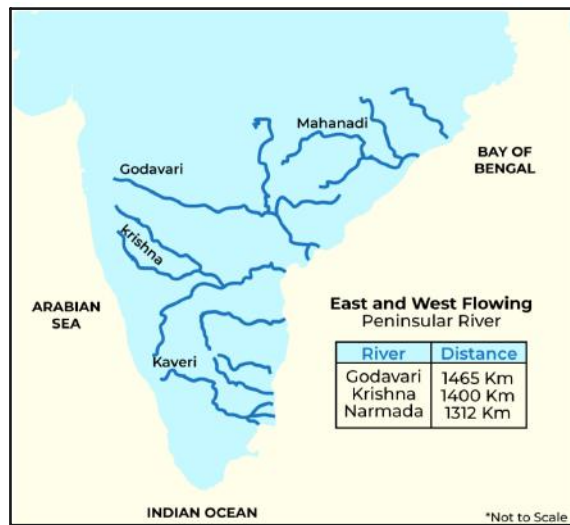 Mahanadi
BAY OF
BENGAL
Godavari
krishna
ARABIAN
SEA
East and West Flowing
Peninsular River
River Distance
Godavari 1465 Km
Krishna 1400 Km
Narmada 1312 Km
Kaveri
INDIAN OCEAN
*Not to Scale